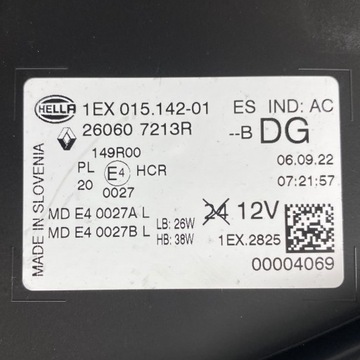 HELLA 1EX 015.142-01 ES IND: AC
26060 7213R --B DG
149R00
PL E4 HCR 06.09.22
20 0027 07:21:57
MADE IN SLOVENIA
MD E4 0027A L LB: 26W 24 12V
MD E4 0027B L HB: 38W 1EX.2825
00004069